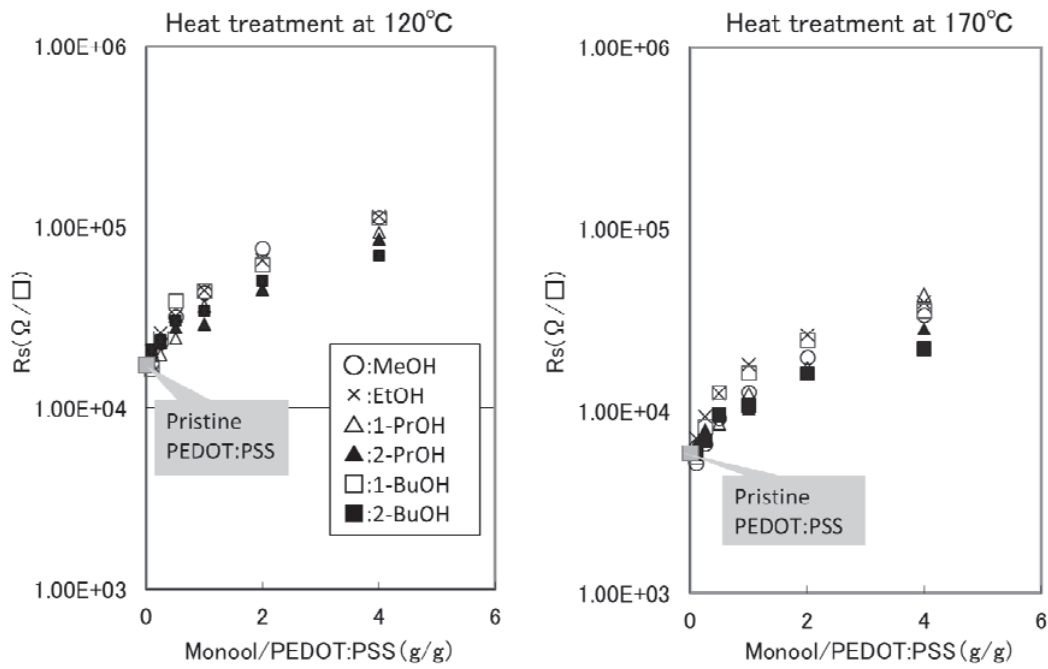 Heat treatment at 120℃
1.00E+06
1.00E+05
1.00E+04
1.00E+03
Rs(Ω/□)
Pristine
PEDOT:PSS
○:MeOH
×:EtOH
△:1-PrOH
▲:2-PrOH
□:1-BuOH
■:2-BuOH
0
2
4
6
Monool/PEDOT:PSS(g/g)
Heat treatment at 170℃
1.00E+06
1.00E+05
1.00E+04
1.00E+03
Rs(Ω/□)
Pristine
PEDOT:PSS
0
2
4
6
Monool/PEDOT:PSS(g/g)